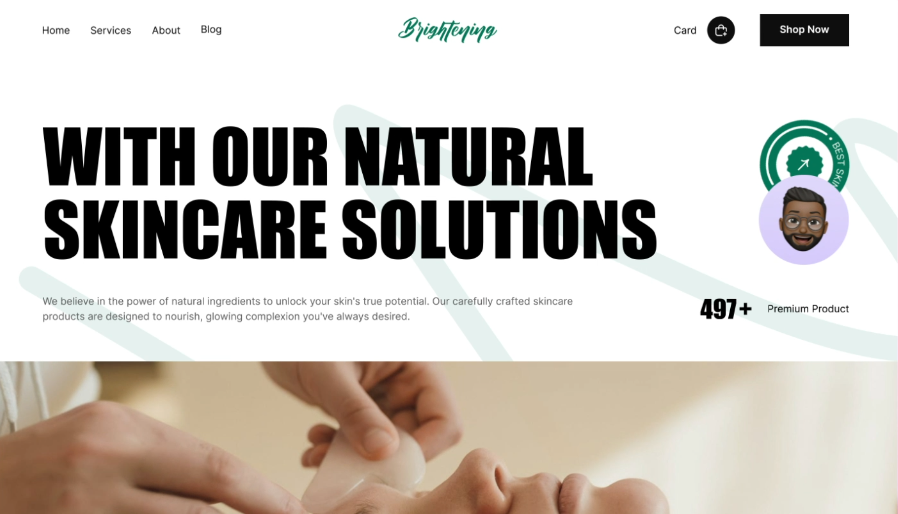 Home
Services
About
Blog
Brightening
Card
Shop Now
WITH OUR NATURAL
SKINCARE SOLUTIONS
• BEST SKIN
We believe in the power of natural ingredients to unlock your skin's true potential. Our carefully crafted skincare
products are designed to nourish, glowing complexion you've always desired.
497+
Premium Product